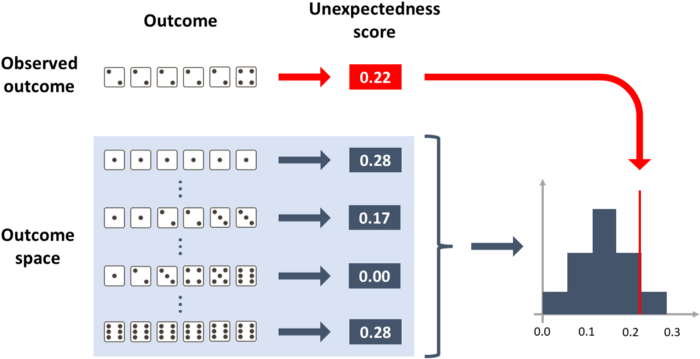 Outcome
Unexpectedness
score
Observed
outcome
0.22
0.28
0.17
Outcome
space
0.00
0.28
0.0 0.1 0.2 0.3